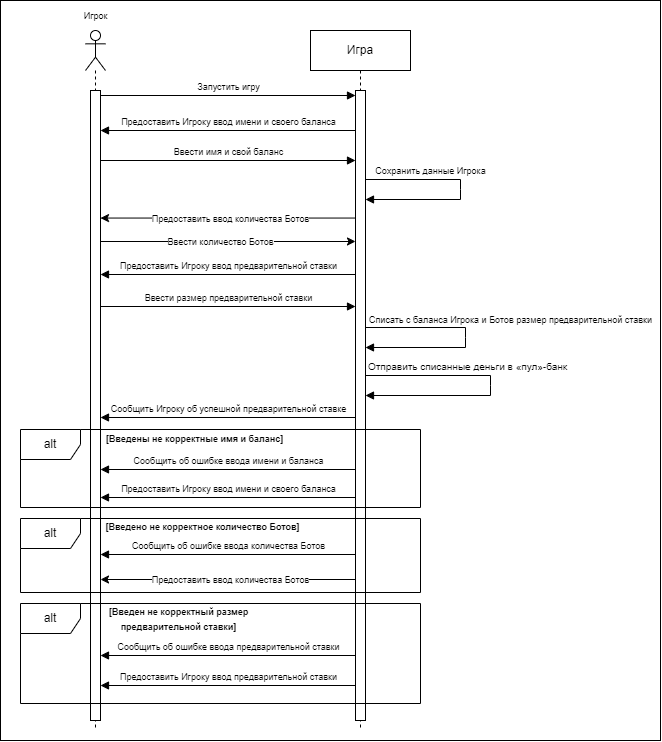 Игрок
Игра
Запустить игру
Предоставить Игроку ввод имени и своего баланса
Ввести имя и свой баланс
Сохранить данные Игрока
Предоставить ввод количества Ботов
Ввести количество Ботов
Предоставить Игроку ввод предварительной ставки
Ввести размер предварительной ставки
Списать с баланса Игрока и Ботов размер предварительной ставки
Отправить списанные деньги в «пул»-банк
Сообщить Игроку об успешной предварительной ставке
alt
[Введены не корректные имя и баланс]
Сообщить об ошибке ввода имени и баланса
Предоставить Игроку ввод имени и своего баланса
alt
[Введено не корректное количество Ботов]
Сообщить об ошибке ввода количества Ботов
Предоставить ввод количества Ботов
alt
[Введен не корректный размер
предварительной ставки]
Сообщить об ошибке ввода предварительной ставки
Предоставить Игроку ввод предварительной ставки